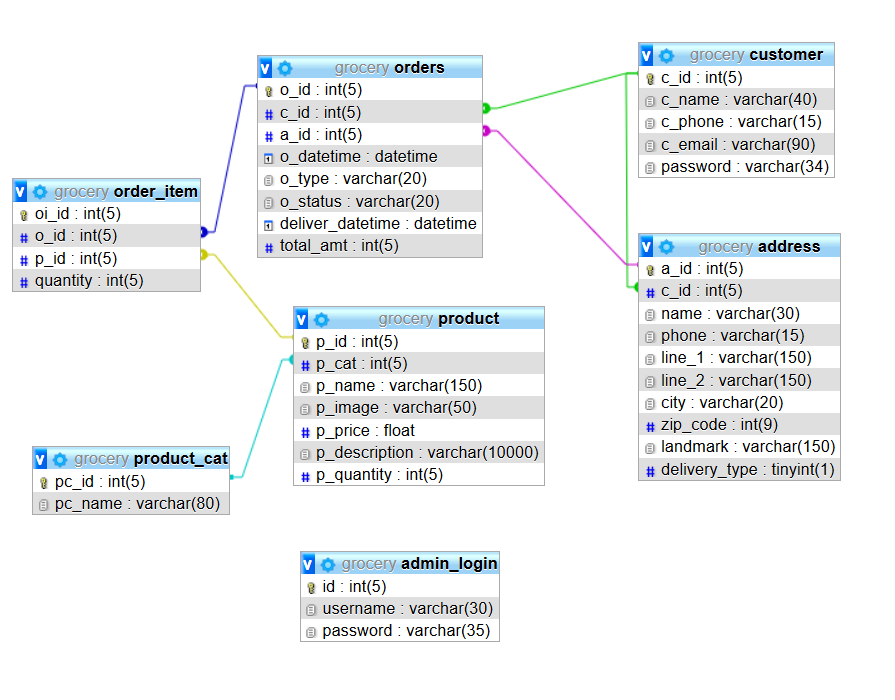 grocery orders
o_id : int(5)
c_id : int(5)
a_id : int(5)
o_datetime : datetime
o_type : varchar(20)
o_status : varchar(20)
deliver_datetime : datetime
total_amt : int(5)
grocery customer
c_id : int(5)
c_name : varchar(40)
c_phone : varchar(15)
c_email : varchar(90)
password : varchar(34)
grocery order_item
oi_id : int(5)
o_id : int(5)
p_id : int(5)
quantity : int(5)
grocery address
a_id : int(5)
c_id : int(5)
name : varchar(30)
phone : varchar(15)
line_1 : varchar(150)
line_2 : varchar(150)
city : varchar(20)
zip_code : int(9)
landmark : varchar(150)
delivery_type : tinyint(1)
grocery product
p_id : int(5)
p_cat : int(5)
p_name : varchar(150)
p_image : varchar(50)
p_price : float
p_description : varchar(10000)
p_quantity : int(5)
grocery product_cat
pc_id : int(5)
pc_name : varchar(80)
grocery admin_login
id : int(5)
username : varchar(30)
password : varchar(35)